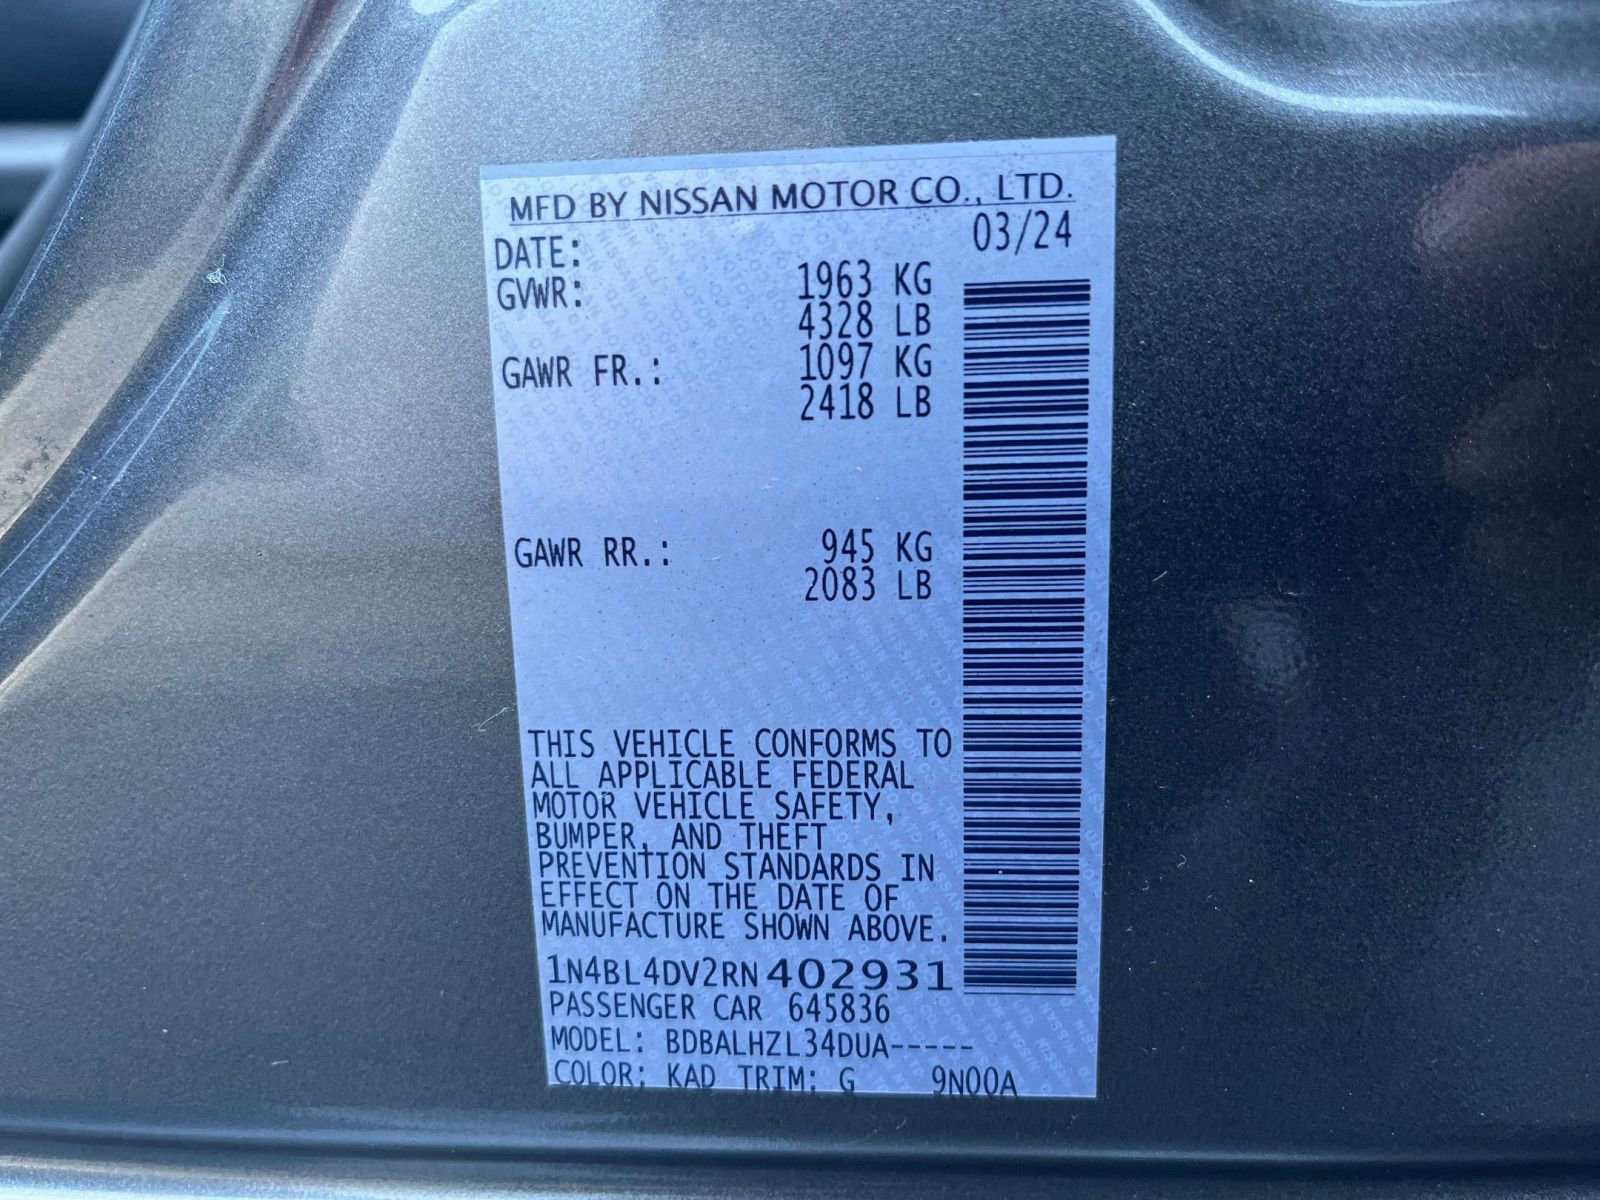 MFD BY NISSAN MOTOR CO., LTD.
DATE: 03/24
GVWR: 1963 KG
4328 LB
GAWR FR.: 1097 KG
2418 LB
GAWR RR.: 945 KG
2083 LB
THIS VEHICLE CONFORMS TO
ALL APPLICABLE FEDERAL
MOTOR VEHICLE SAFETY,
BUMPER, AND THEFT
PREVENTION STANDARDS IN
EFFECT ON THE DATE OF
MANUFACTURE SHOWN ABOVE.
1N4BL4DV2RN402931
PASSENGER CAR 645836
MODEL: BDBALHZL34DUA-----
COLOR: KAD TRIM: G 9N00A